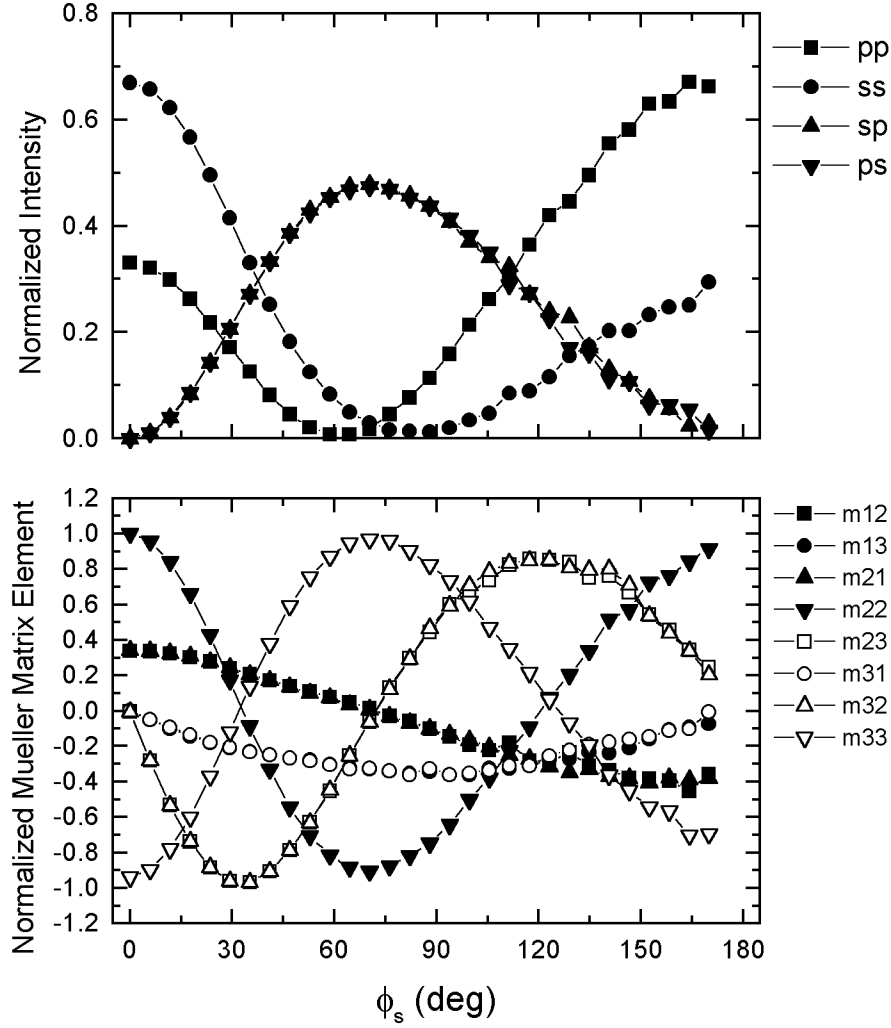 0.8
0.6
0.4
0.2
0.0
Normalized Intensity
pp
ss
sp
ps
1.2
1.0
0.8
0.6
0.4
0.2
0.0
-0.2
-0.4
-0.6
-0.8
-1.0
-1.2
Normalized Mueller Matrix Element
m12
m13
m21
m22
m23
m31
m32
m33
0 30 60 90 120 150 180
ϕs (deg)